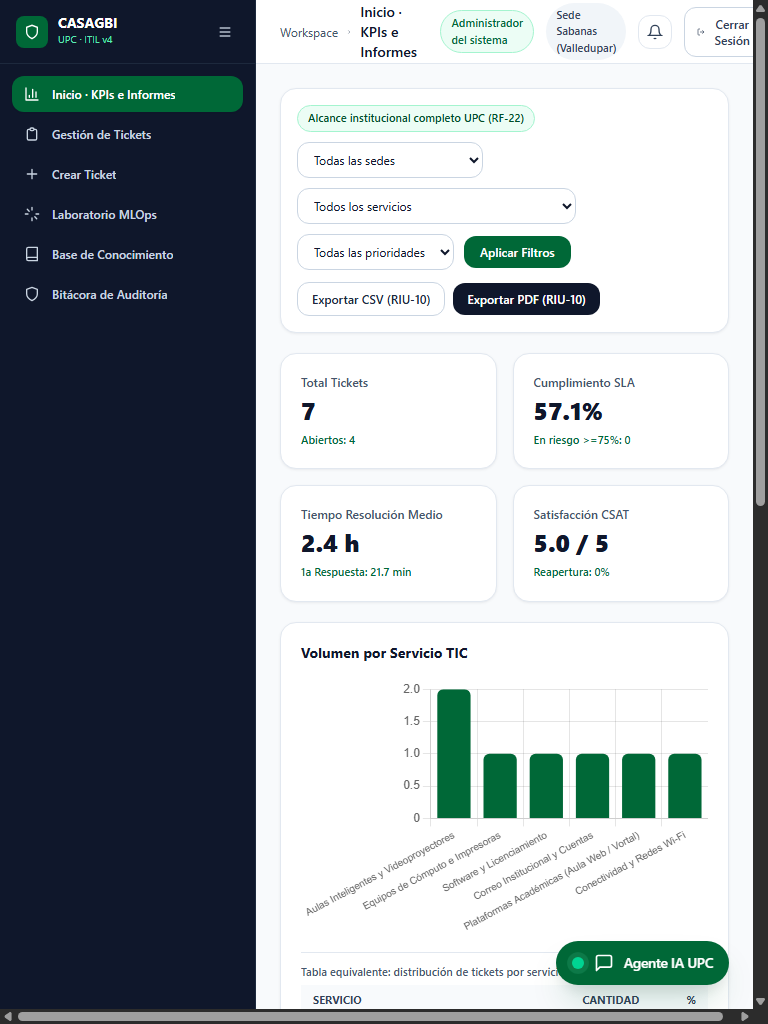 CASAGBI
UPC · ITIL v4
Inicio · KPIs e Informes
Gestión de Tickets
Crear Ticket
Laboratorio MLOps
Base de Conocimiento
Bitácora de Auditoría
Workspace
Inicio ·
KPIs e
Informes
Administrador
del sistema
Sede
Sabanas
(Valledupar)
Cerrar
Sesión
Alcance institucional completo UPC (RF-22)
Todas las sedes
Todos los servicios
Todas las prioridades
Aplicar Filtros
Exportar CSV (RIU-10)
Exportar PDF (RIU-10)
Total Tickets
7
Abiertos: 4
Cumplimiento SLA
57.1%
En riesgo >=75%: 0
Tiempo Resolución Medio
2.4 h
1a Respuesta: 21.7 min
Satisfacción CSAT
5.0 / 5
Reapertura: 0%
Volumen por Servicio TIC
2.0
1.5
1.0
0.5
0
Aulas Inteligentes y Videoproyectores
Equipos de Cómputo e Impresoras
Software y Licenciamiento
Correo Institucional y Cuentas
Plataformas Académicas (Aula Web / Vortal)
Conectividad y Redes Wi-Fi
Tabla equivalente: distribución de tickets por servici
Agente IA UPC
SERVICIO
CANTIDAD
%